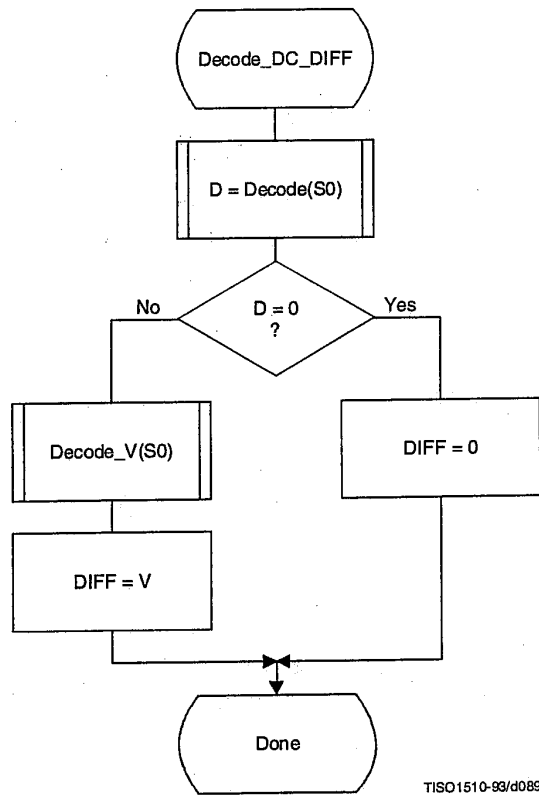 Decode_DC_DIFF
D = Decode(S0)
No
D = 0
?
Yes
Decode_V(S0)
DIFF = 0
DIFF = V
Done
TISO1510-93/d089